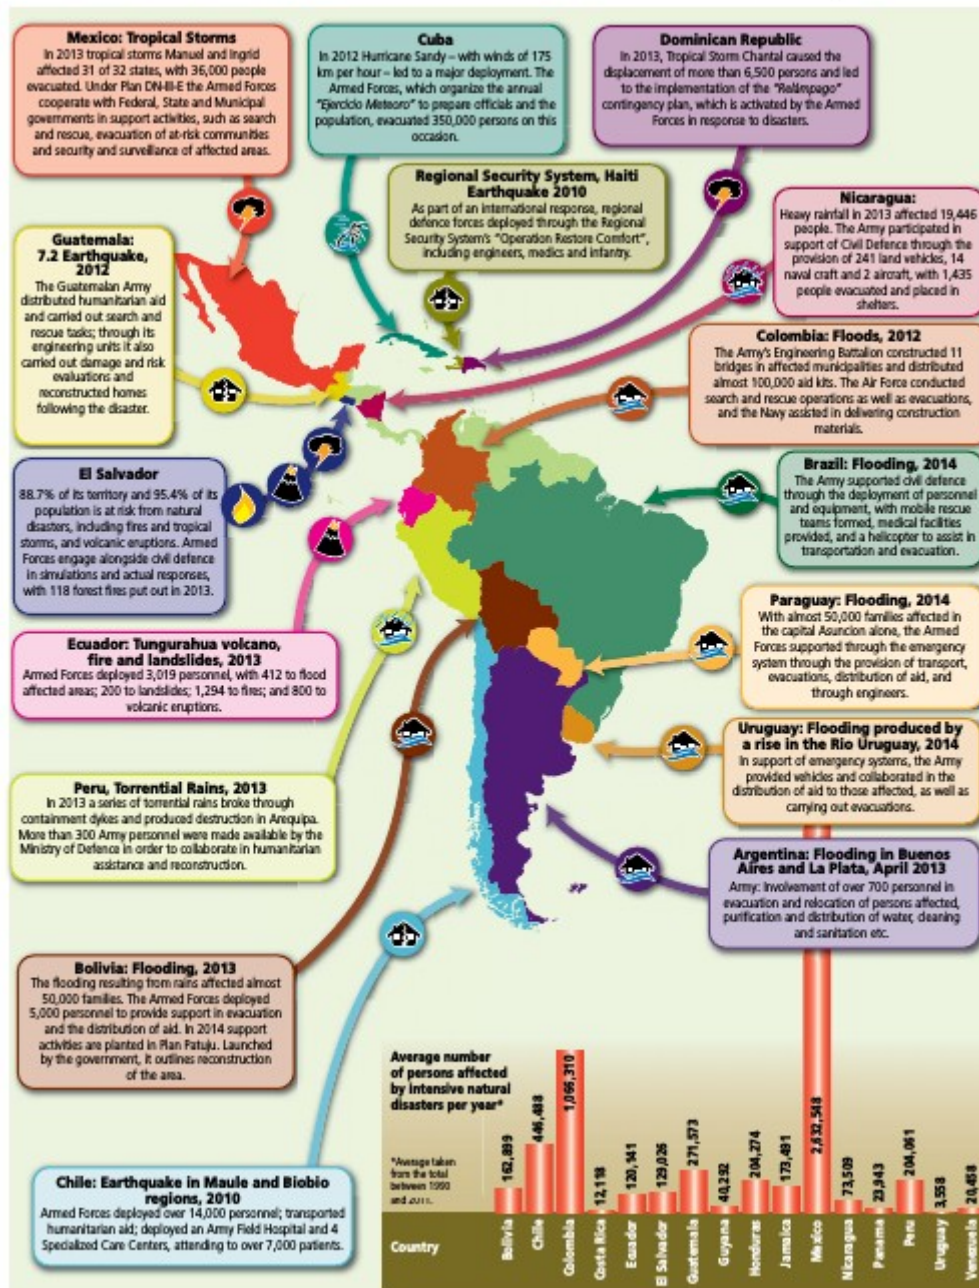 Mexico: Tropical Storms
In 2013 tropical storms Manuel and Ingrid
affected 31 of 32 states, with 36,000 people
evacuated. Under Plan DN-III-E the Armed Forces
cooperate with Federal, State and Municipal
governments in support activities, such as search
and rescue, evacuation of at-risk communities
and security and surveillance of affected areas.
Cuba
In 2012 Hurricane Sandy – with winds of 175
km per hour – led to a major deployment. The
Armed Forces, which organize the annual
"Ejercicio Meteoro" to prepare officials and the
population, evacuated 350,000 persons on this
occasion.
Dominican Republic
In 2013, Tropical Storm Chantal caused the
displacement of more than 6,500 persons and led
to the implementation of the "Relámpago"
contingency plan, which is activated by the Armed
Forces in response to disasters.
Regional Security System, Haiti
Earthquake 2010
As part of an international response, regional
defence forces deployed through the Regional
Security System's "Operation Restore Comfort",
including engineers, medics and infantry.
Nicaragua:
Heavy rainfall in 2013 affected 19,446
people. The Army participated in
support of Civil Defence through the
provision of 241 land vehicles, 14
naval craft and 2 aircraft, with 1,435
people evacuated and placed in
shelters.
Guatemala:
7.2 Earthquake,
2012
The Guatemalan Army
distributed humanitarian aid
and carried out search and
rescue tasks; through its
engineering units it also
carried out damage and risk
evaluations and
reconstructed homes
following the disaster.
Colombia: Floods, 2012
The Army's Engineering Battalion constructed 11
bridges in affected municipalities and distributed
almost 100,000 aid kits. The Air Force conducted
search and rescue operations as well as evacuations,
and the Navy assisted in delivering construction
materials.
El Salvador
88.7% of its territory and 95.4% of its
population is at risk from natural
disasters, including fires and tropical
storms, and volcanic eruptions. Armed
Forces engage alongside civil defence
in simulations and actual responses,
with 118 forest fires put out in 2013.
Brazil: Flooding, 2014
The Army supported civil defence
through the deployment of personnel
and equipment, with mobile rescue
teams formed, medical facilities
provided, and a helicopter to assist in
transportation and evacuation.
Ecuador: Tungurahua volcano,
fire and landslides, 2013
Armed Forces deployed 3,019 personnel, with 412 to flood
affected areas; 200 to landslides; 1,294 to fires; and 800 to
volcanic eruptions.
Paraguay: Flooding, 2014
With almost 50,000 families affected in
the capital Asuncion alone, the Armed
Forces supported through the emergency
system through the provision of transport,
evacuations, distribution of aid, and
through engineers.
Uruguay: Flooding produced by
a rise in the Rio Uruguay, 2014
In support of emergency systems, the Army
provided vehicles and collaborated in the
distribution of aid to those affected, as well as
carrying out evacuations.
Peru, Torrential Rains, 2013
In 2013 a series of torrential rains broke through
containment dykes and produced destruction in Arequipa.
More than 300 Army personnel were made available by the
Ministry of Defence in order to collaborate in humanitarian
assistance and reconstruction.
Argentina: Flooding in Buenos
Aires and La Plata, April 2013
Army: Involvement of over 700 personnel in
evacuation and relocation of persons affected,
purification and distribution of water, cleaning
and sanitation etc.
Bolivia: Flooding, 2013
The flooding resulting from rains affected almost
50,000 families. The Armed Forces deployed
5,000 personnel to provide support in evacuation
and the distribution of aid. In 2014 support
activities are planted in Plan Patuju. Launched
by the government, it outlines reconstruction
of the area.
Chile: Earthquake in Maule and Biobio
regions, 2010
Armed Forces deployed over 14,000 personnel; transported
humanitarian aid; deployed an Army Field Hospital and 4
Specialized Care Centers, attending to over 7,000 patients.
Average number
of persons affected
by intensive natural
disasters per year*
*Average taken
from the total
between 1990
and 2011.
162,899
446,488
1,066,310
12,118
120,141
129,026
271,573
40,292
204,274
173,491
2,632,548
73,509
23,943
204,061
3,558
20,458
Country
Bolivia
Chile
Colombia
Costa Rica
Ecuador
El Salvador
Guatemala
Guyana
Honduras
Jamaica
Mexico
Nicaragua
Panama
Peru
Uruguay
Venezuela